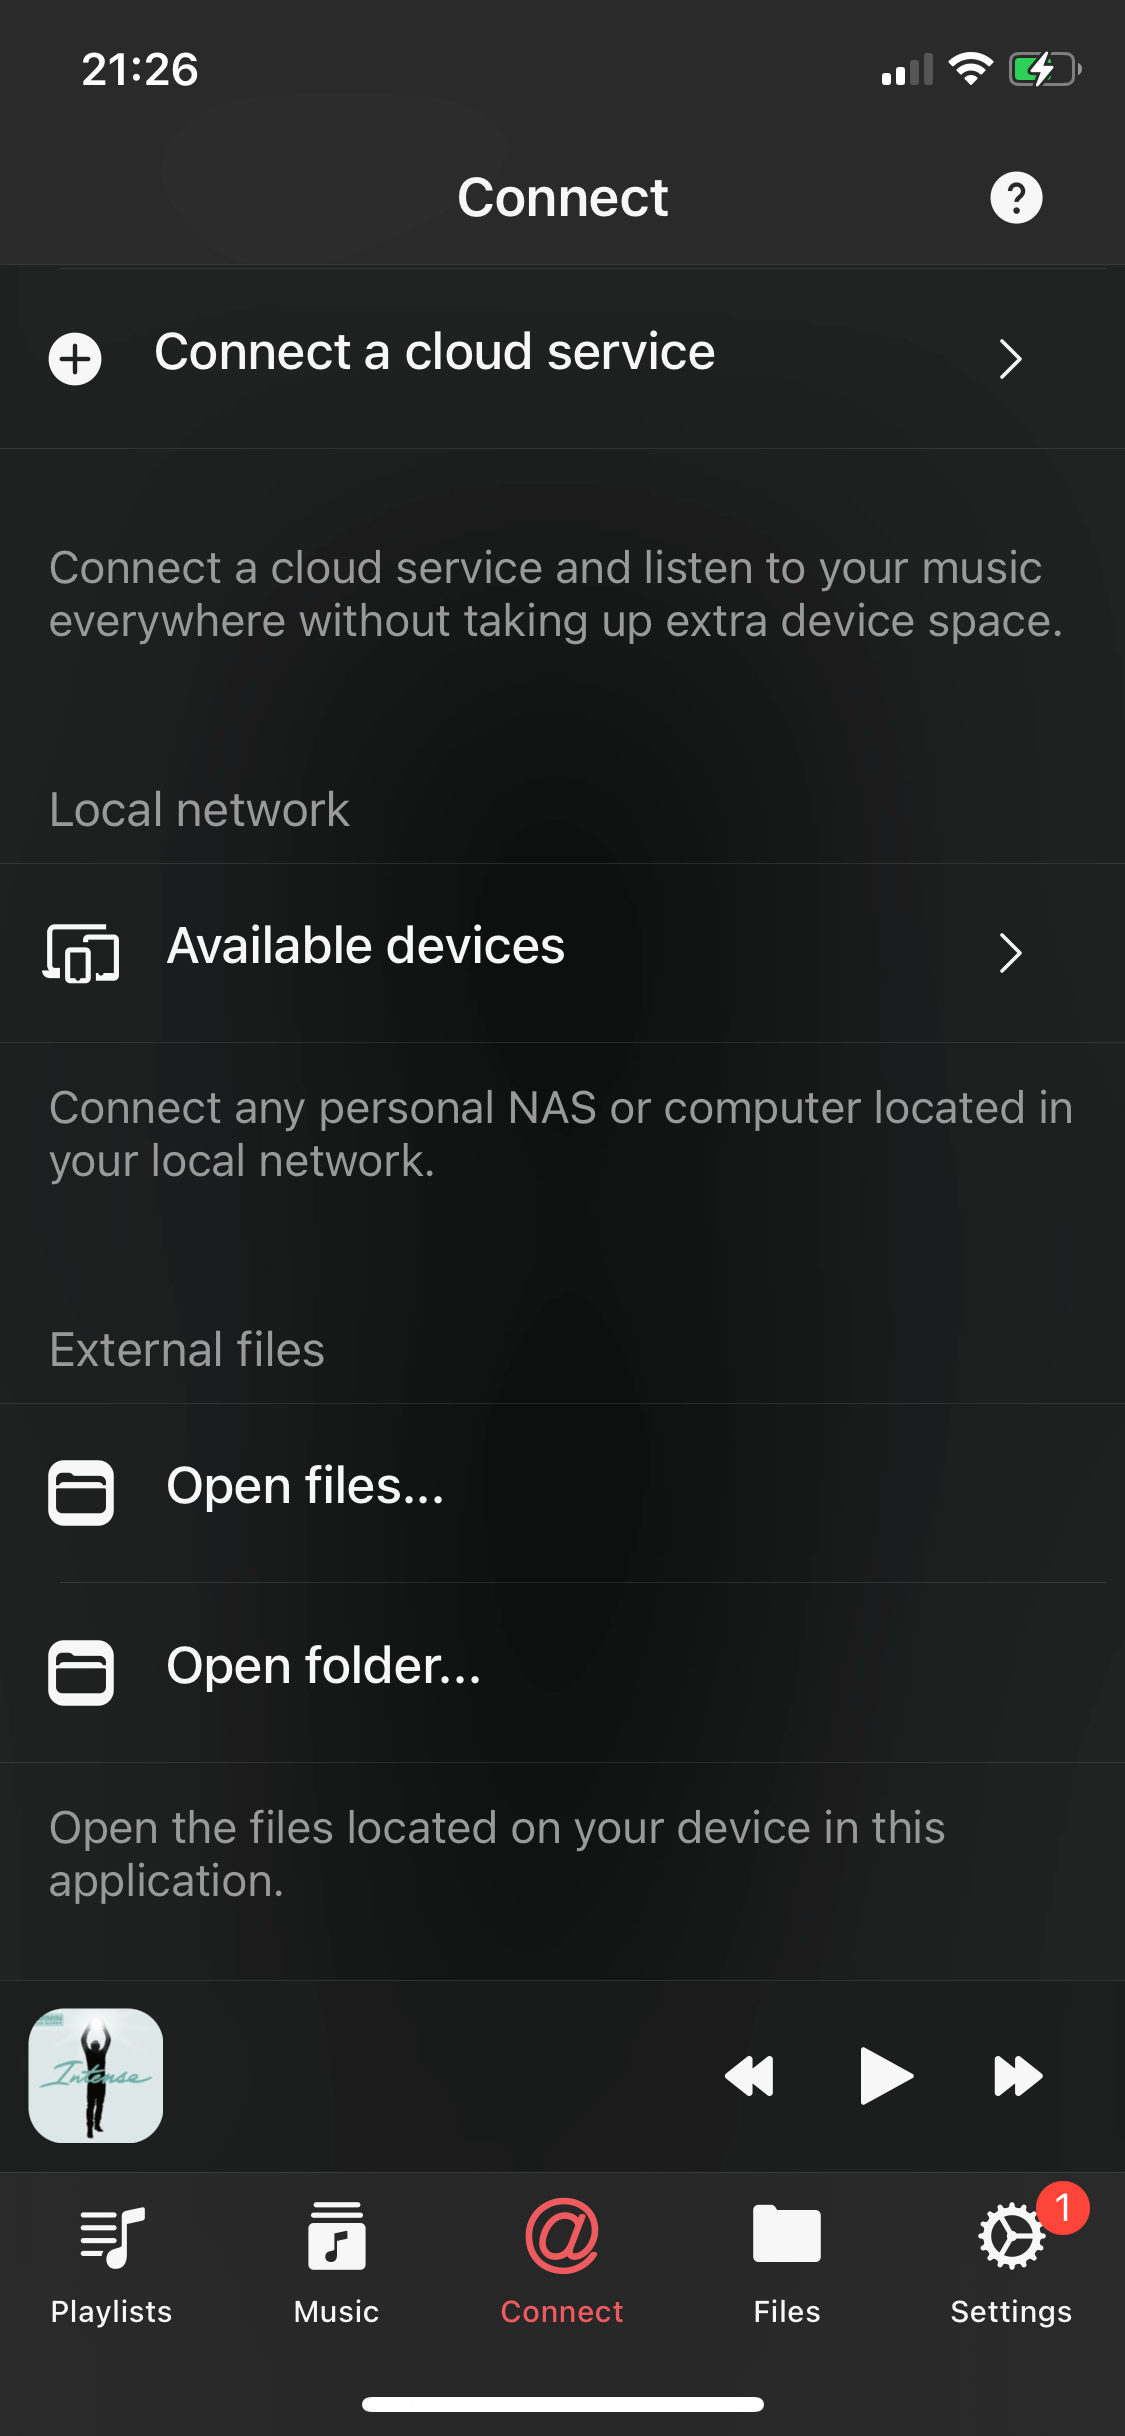 21:26
Connect
Connect a cloud service
Connect a cloud service and listen to your music
everywhere without taking up extra device space.
Local network
Available devices
Connect any personal NAS or computer located in
your local network.
External files
Open files...
Open folder...
Open the files located on your device in this
application.
Intense
1
Playlists
Music
Connect
Files
Settings